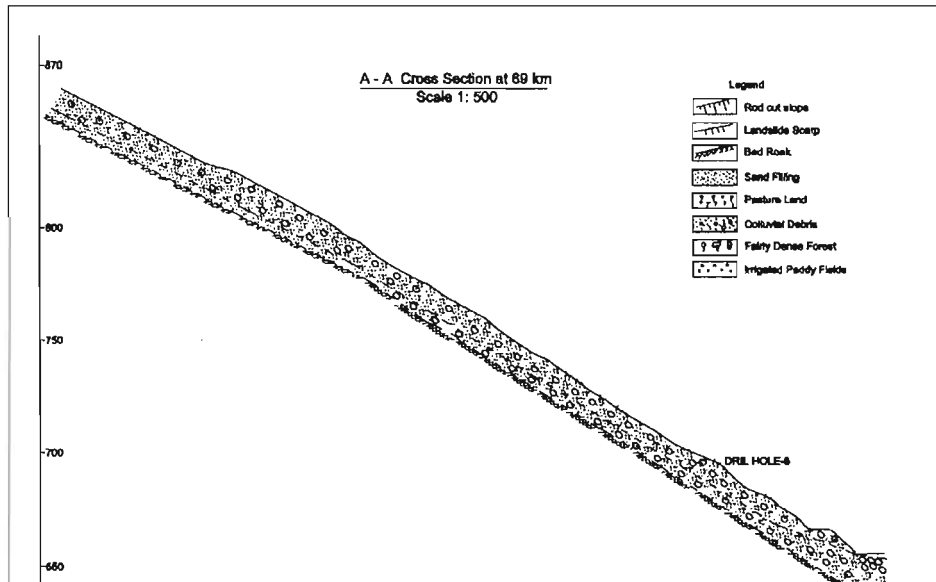 A - A Cross Section at 69 km
Scale 1: 500
870
800
750
700
650
DRIL HOLE-6
Legend
Rod cut slope
Landslide Scarp
Bed Rock
Sand Filling
Pasture Land
Colluvial Debris
Fairly Dense Forest
Irrigated Paddy Fields